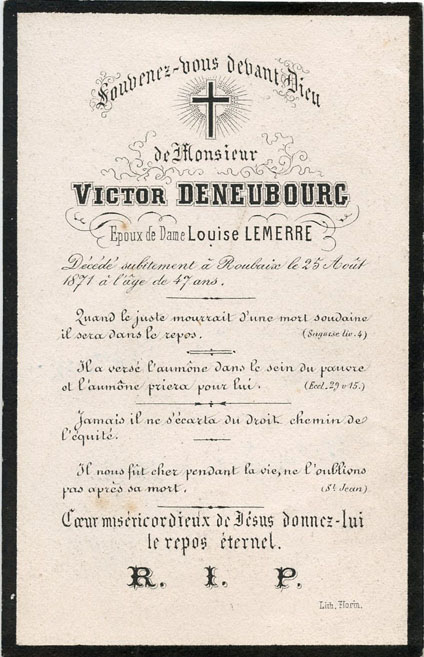 Souvenez-vous devant Dieu
de Monsieur
VICTOR DENEUBOURG
Epoux de Dame Louise LEMERRE
Décédé subitement à Roubaix le 25 Août
1871 à l'âge de 47 ans.
Quand le juste mourrait d'une mort soudaine
il sera dans le repos. (Sagesse liv. 4)
Il a versé l'aumône dans le sein du pauvre
et l'aumône priera pour lui. (Eccl. 29 v 15.)
Jamais il ne s'écarta du droit chemin de
l'équité.
Il nous fût cher pendant la vie, ne l'oublions
pas après sa mort. (St Jean)
Cœur miséricordieux de Jésus donnez-lui
le repos éternel.
R. I. P.
Lith. Florin.